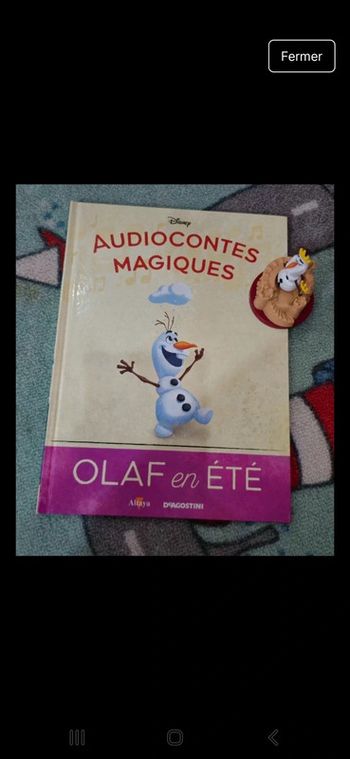 Fermer
Disney
AUDIOCONTES
MAGIQUES
OLAF en ÉTÉ
Altaya DeAGOSTINI